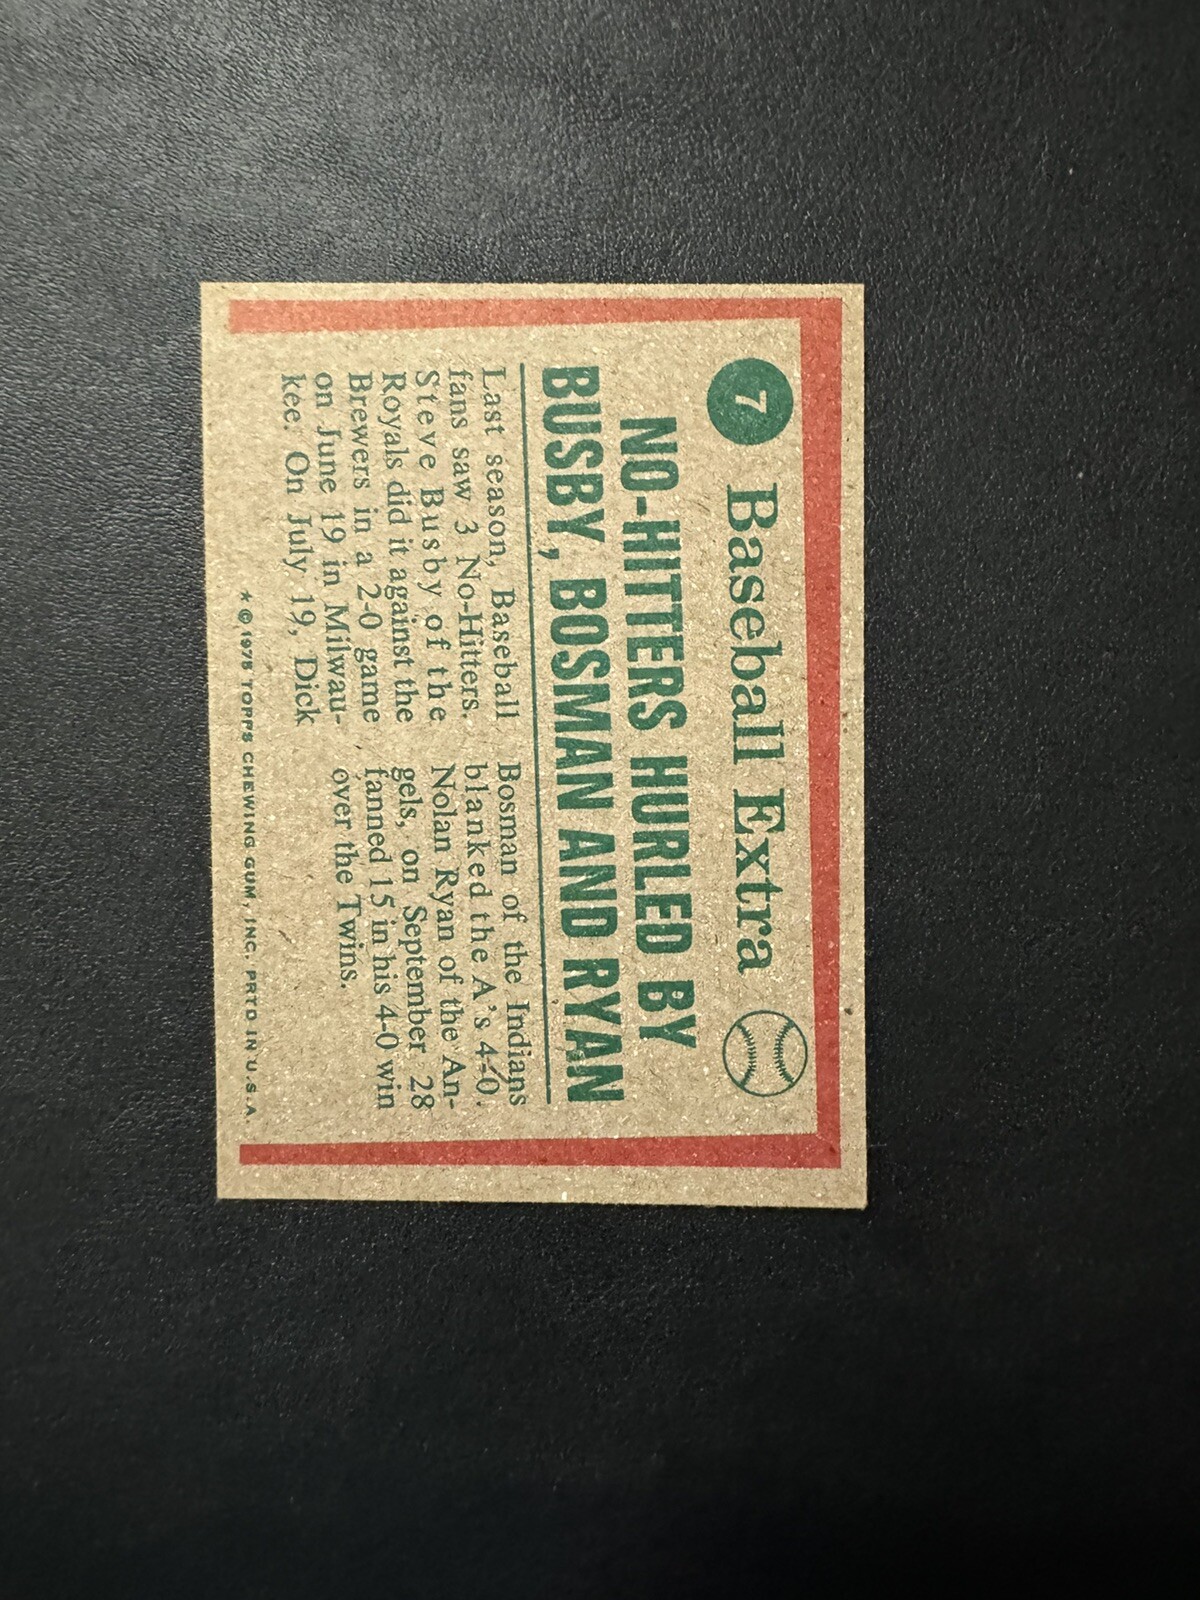 7
Baseball Extra
NO-HITTERS HURLED BY
BUSBY, BOSMAN AND RYAN
Last season, Baseball
fans saw 3 No-Hitters.
Steve Busby of the
Royals did it against the
Brewers in a 2-0 game
on June 19 in Milwau-
kee. On July 19, Dick
Bosman of the Indians
blanked the A's 4-0.
Nolan Ryan of the An-
gels, on September 28
fanned 15 in his 4-0 win
over the Twins.
* © 1975 TOPPS CHEWING GUM, INC. PRTD IN U.S.A.